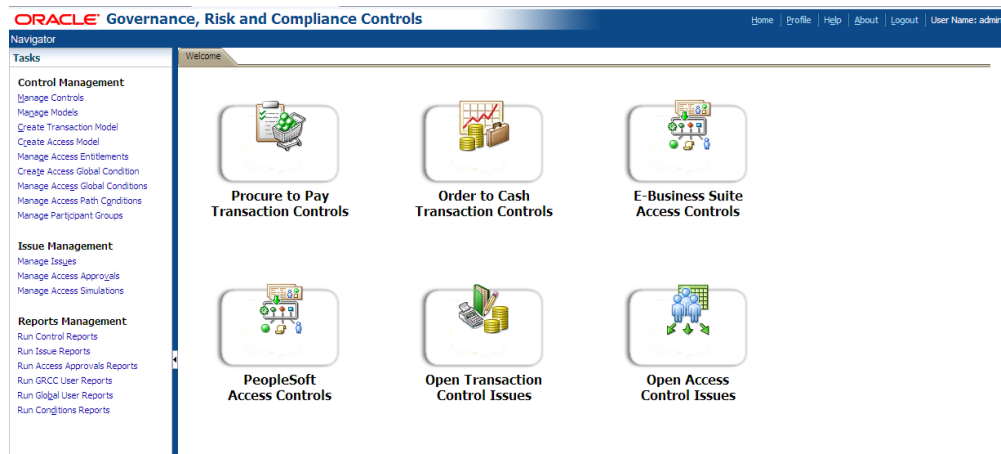 ORACLE Governance, Risk and Compliance Controls
Home Profile Help About Logout User Name: admin
Navigator
Tasks
Welcome
Control Management
Manage Controls
Manage Models
Create Transaction Model
Create Access Model
Manage Access Entitlements
Create Access Global Condition
Manage Access Global Conditions
Manage Access Path Conditions
Manage Participant Groups
Issue Management
Manage Issues
Manage Access Approvals
Manage Access Simulations
Reports Management
Run Control Reports
Run Issue Reports
Run Access Approvals Reports
Run GRCC User Reports
Run Global User Reports
Run Conditions Reports
Procure to Pay
Transaction Controls
Order to Cash
Transaction Controls
E-Business Suite
Access Controls
PeopleSoft
Access Controls
Open Transaction
Control Issues
Open Access
Control Issues